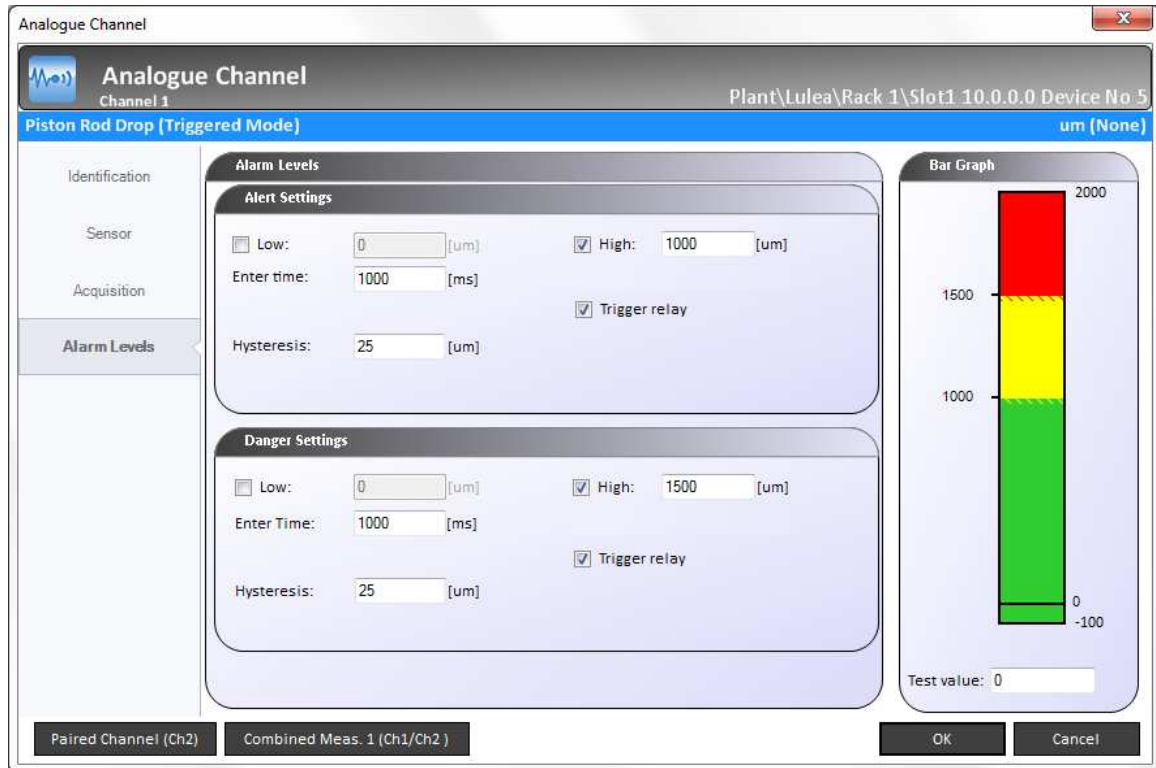 Analogue Channel
Analogue Channel
Channel 1
Plant\Lulea\Rack 1\Slot1 10.0.0.0 Device No 5
Piston Rod Drop (Triggered Mode) um (None)
Identification
Sensor
Acquisition
Alarm Levels
Alarm Levels
Alert Settings
Low: 0 [um] High: 1000 [um]
Enter time: 1000 [ms]
Trigger relay
Hysteresis: 25 [um]
Danger Settings
Low: 0 [um] High: 1500 [um]
Enter Time: 1000 [ms]
Trigger relay
Hysteresis: 25 [um]
Bar Graph
2000
1500
1000
0
-100
Test value: 0
Paired Channel (Ch2) Combined Meas. 1 (Ch1/Ch2 ) OK Cancel